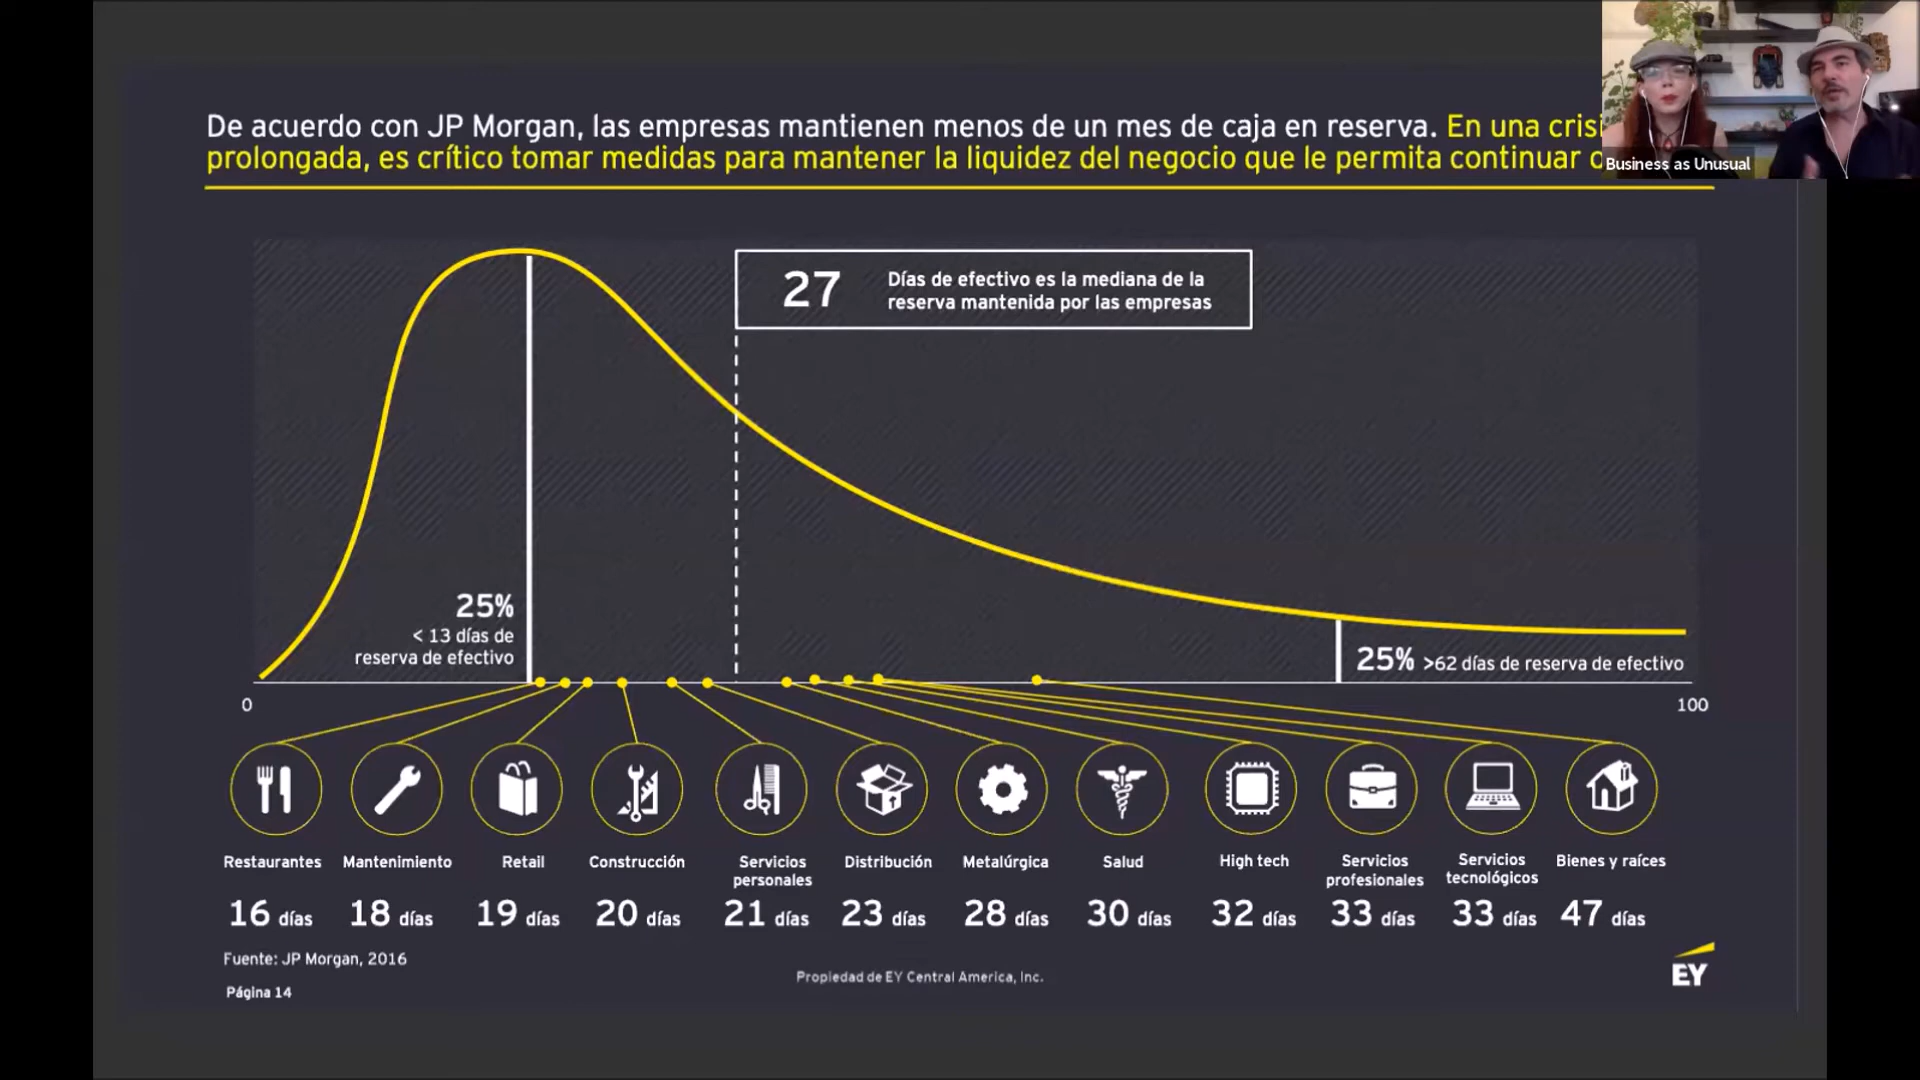 De acuerdo con JP Morgan, las empresas mantienen menos de un mes de caja en reserva. En una
prolongada, es crítico tomar medidas para mantener la liquidez del negocio que le permita continuar
Business as Unusual
27
Días de efectivo es la mediana de la
reserva mantenida por las empresas
25%
< 13 días de
reserva de efectivo
25% >62 días de reserva de efectivo
0
100
Restaurantes
16 días
Mantenimiento
18 días
Retail
19 días
Construcción
20 días
Servicios
personales
21 días
Distribución
23 días
Metalúrgica
28 días
Salud
30 días
High tech
32 días
Servicios
profesionales
33 días
Servicios
tecnológicos
33 días
Bienes y raíces
47 días
Fuente: JP Morgan, 2016
Propiedad de EY Central America, Inc.
Página 14
EY